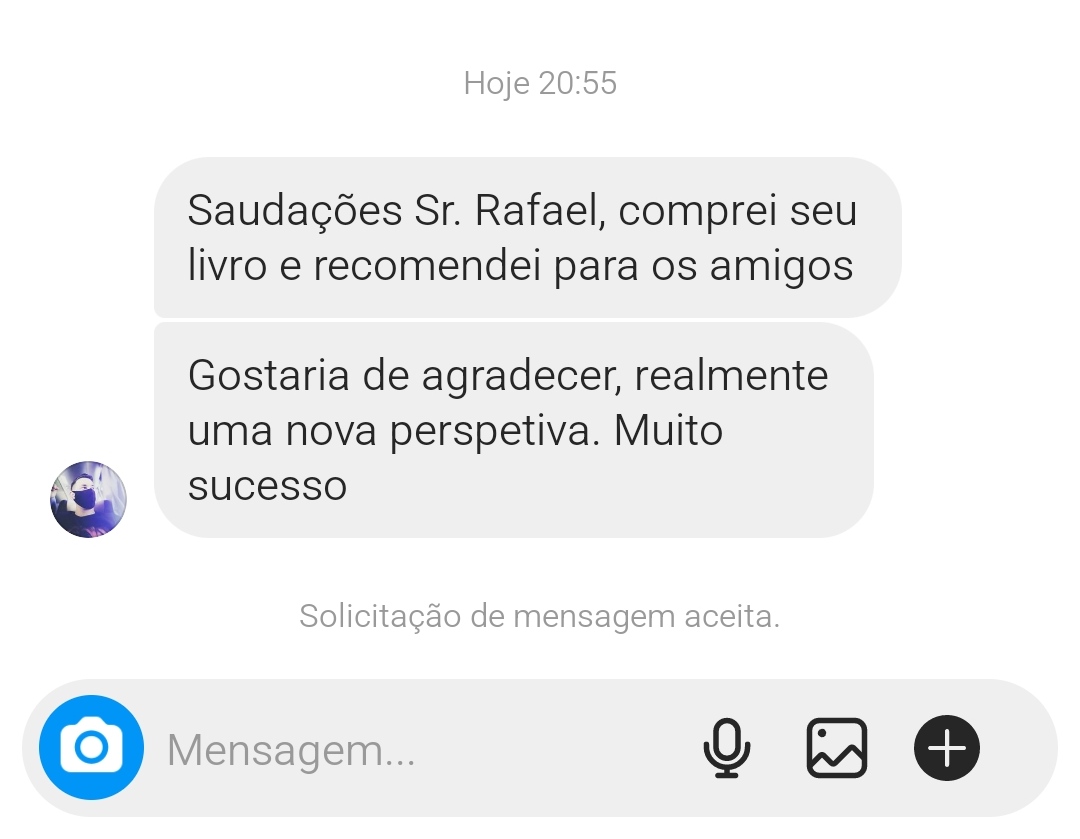 Hoje 20:55
Saudações Sr. Rafael, comprei seu
livro e recomendei para os amigos
Gostaria de agradecer, realmente
uma nova perspetiva. Muito
sucesso
Solicitação de mensagem aceita.
Mensagem...